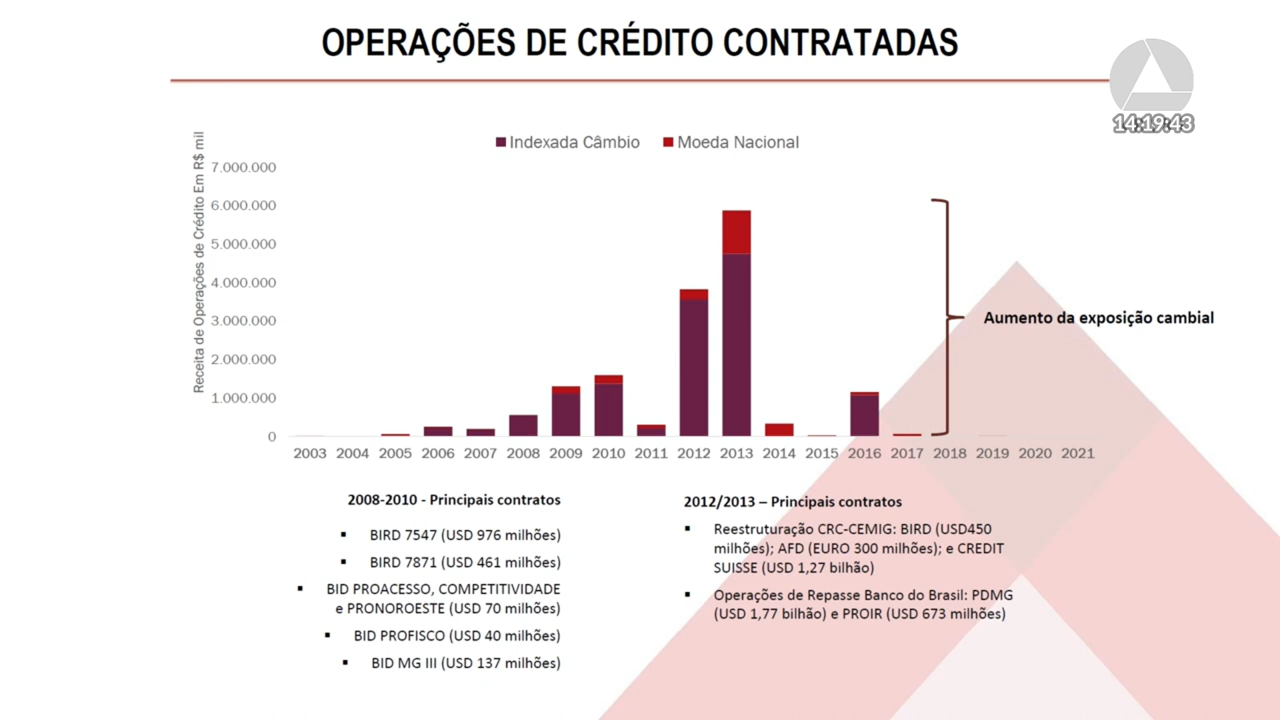 OPERAÇÕES DE CRÉDITO CONTRATADAS
14:19:43
Indexada Câmbio
Moeda Nacional
Receita de Operações de Crédito Em R$ mil
7.000.000
6.000.000
5.000.000
4.000.000
3.000.000
2.000.000
1.000.000
0
2003 2004 2005 2006 2007 2008 2009 2010 2011 2012 2013 2014 2015 2016 2017 2018 2019 2020 2021
Aumento da exposição cambial
2008-2010 - Principais contratos
▪ BIRD 7547 (USD 976 milhões)
▪ BIRD 7871 (USD 461 milhões)
▪ BID PROACESSO, COMPETITIVIDADE
e PRONOROESTE (USD 70 milhões)
▪ BID PROFISCO (USD 40 milhões)
▪ BID MG III (USD 137 milhões)
2012/2013 – Principais contratos
▪ Reestruturação CRC-CEMIG: BIRD (USD450
milhões); AFD (EURO 300 milhões); e CREDIT
SUISSE (USD 1,27 bilhão)
▪ Operações de Repasse Banco do Brasil: PDMG
(USD 1,77 bilhão) e PROIR (USD 673 milhões)